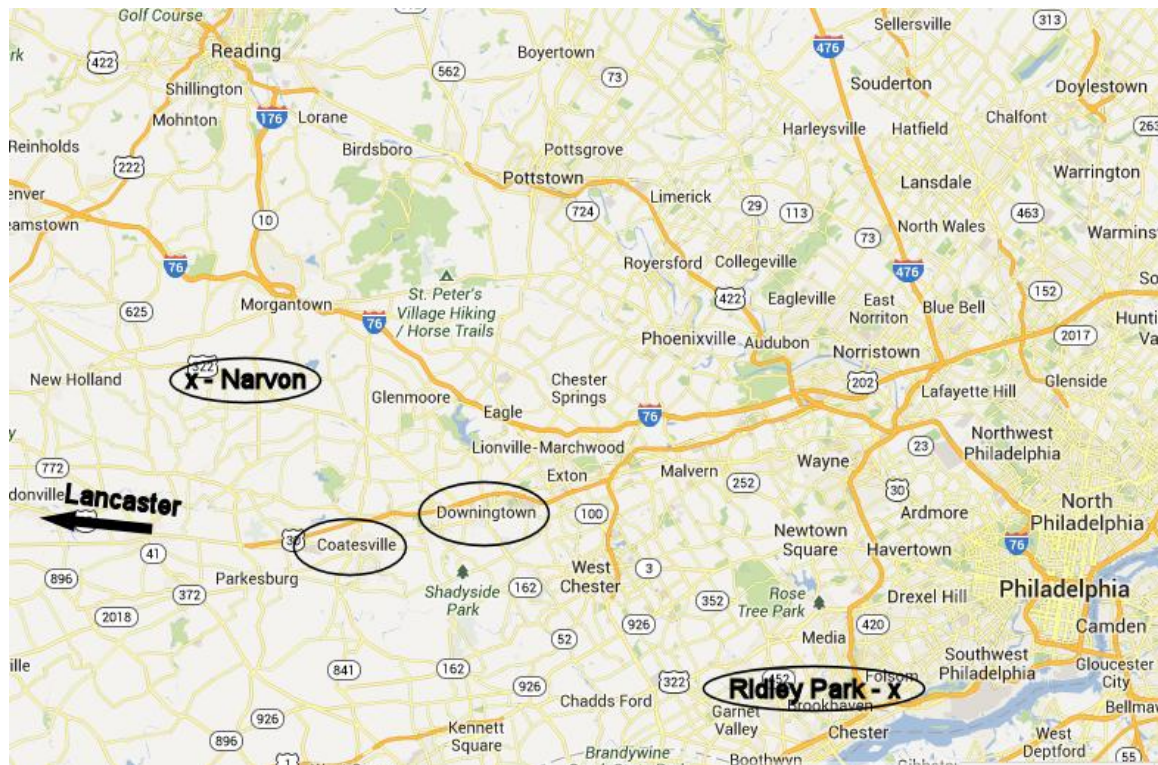 Golf Course
Reading
422
Boyertown
562
73
476
Sellersville
313
Souderton
Doylestown
Shillington
Mohnton
176
Lorane
Harleysville
Hatfield
Chalfont
263
Reinholds
222
Birdsboro
Pottsgrove
Pottstown
Warrington
Lansdale
Limerick
724
29
113
463
10
73
North Wales
76
Royersford
Collegeville
476
St. Peter's
Village Hiking
/ Horse Trails
Morgantown
625
76
422
Eagleville
East
Norriton
Blue Bell
152
2017
Phoenixville
Audubon
Norristown
322
x - Narvon
New Holland
Glenmoore
Chester
Springs
202
Lafayette Hill
Glenside
Eagle
76
Lionville-Marchwood
23
Northwest
Philadelphia
772
Lancaster
Exton
Malvern
252
Wayne
30
Downingtown
100
Ardmore
North
Philadelphia
41
30
Coatesville
Newtown
Square
Havertown
76
896
Parkesburg
372
Shadyside
Park
162
West
Chester
3
Rose
Tree Park
Drexel Hill
Philadelphia
2018
352
926
Media
420
Camden
52
841
162
926
322
Southwest
Philadelphia
Gloucester
City
Ridley Park - x
Folsom
Brookhaven
Chadds Ford
Garnet
Valley
Chester
926
896
Kennett
Square
1
Brandywine
Boothwyn
West
Deptford
55